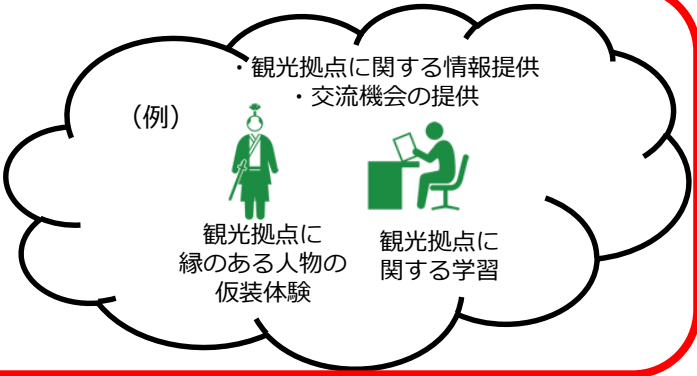 ・観光拠点に関する情報提供
・交流機会の提供
（例）
観光拠点に
縁のある人物の
仮装体験
観光拠点に
関する学習